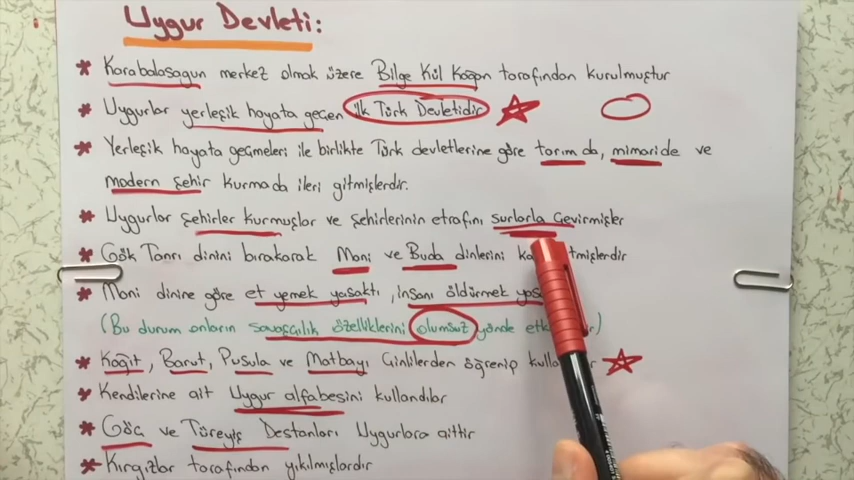 Uygur Devleti:
* Karabalasagun merkez olmak üzere Bilge Kül Kağan tarafından kurulmuştur
* Uygurlar yerleşik hayata geçen ilk Türk Devletidir
* Yerleşik hayata geçmeleri ile birlikte Türk devletlerine göre tarımda, mimaride ve
modern şehir kurmada ileri gitmişlerdir.
* Uygurlar şehirler kurmuşlar ve şehirlerinin etrafını surlarla çevirmişler
* Gök Tanrı dinini bırakarak Mani ve Buda dinlerini
* Mani dinine göre et yemek yasaktı, insanı öldürmek
(Bu durum onların savaşçılık özelliklerini olumsuz yönde
* Kağıt, Barut, Pusula ve Matbayı Çinlilerden öğrenip
* Kendilerine ait Uygur alfabesini kullandılar
* Göç ve Türeyiş Destanları Uygurlara aittir
* Kırgızlar tarafından yıkılmışlardır